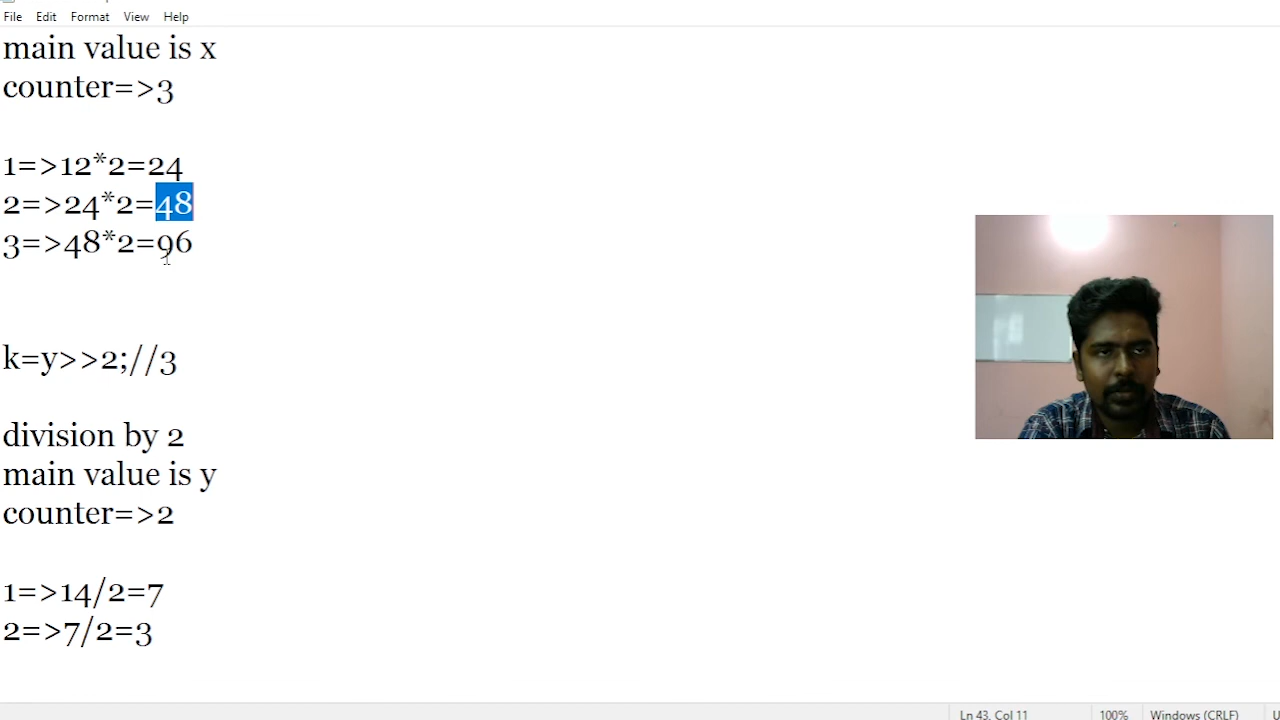 File Edit Format View Help
main value is x
counter=>3
1=>12*2=24
2=>24*2=48
3=>48*2=96
k=y>>2;//3
division by 2
main value is y
counter=>2
1=>14/2=7
2=>7/2=3
Ln 43, Col 11 100% Windows (CRLF)